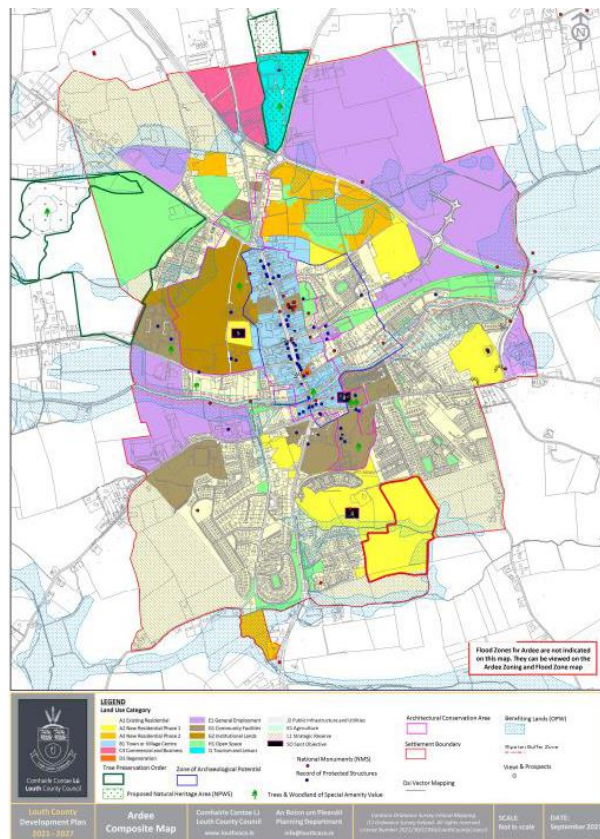 N
Flood Zones for Ardee are not indicated
on this map. They can be viewed on the
Ardee Zoning and Flood Zone map
Comhairle Contae Lú
Louth County Council
LEGEND
Land Use Category
A1 Existing Residential
A2 New Residential Phase 1
A3 New Residential Phase 2
B1 Town or Village Centre
C3 Commercial and Business
D1 Regeneration
E1 General Employment
G1 Community Facilities
G2 Institutional Lands
H1 Open Space
I1 Tourism and Leisure
J1 Public Infrastructure and Utilities
K1 Agriculture
L1 Strategic Reserve
SO Spot Objective
Tree Preservation Order
Proposed Natural Heritage Area (NPWS)
Zone of Archaeological Potential
Trees & Woodland of Special Amenity Value
National Monuments (NMS)
Record of Protected Structures
Architectural Conservation Area
Settlement Boundary
Osi Vector Mapping
Benefiting Lands (OPW)
Riparian Buffer Zone
View & Prospects
Louth County
Development Plan
2021 - 2027
Ardee
Composite Map
Comhairle Contae Lú
Louth County Council
www.louthcoco.ie
An Rannóg um Pleanáil
Planning Department
info@louthcoco.ie
SCALE
Not to scale
DATE:
September 2021